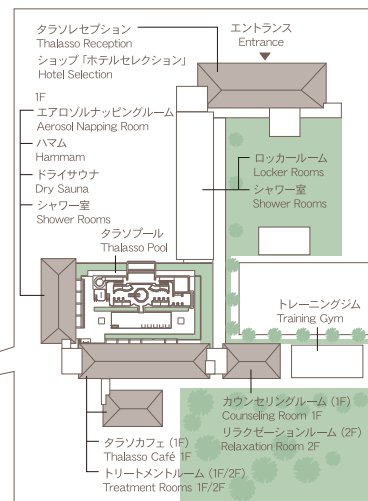 タラソレセプション
Thalasso Reception
ショップ「ホテルセレクション」
Hotel Selection
エントランス
Entrance
1F
エアロゾルナッピングルーム
Aerosol Napping Room
ハマム
Hammam
ドライサウナ
Dry Sauna
シャワー室
Shower Rooms
ロッカールーム
Locker Rooms
シャワー室
Shower Rooms
タラソプール
Thalasso Pool
トレーニングジム
Training Gym
カウンセリングルーム (1F)
Counseling Room 1F
リラクゼーションルーム (2F)
Relaxation Room 2F
タラソカフェ (1F)
Thalasso Café 1F
トリートメントルーム (1F/2F)
Treatment Rooms 1F/2F